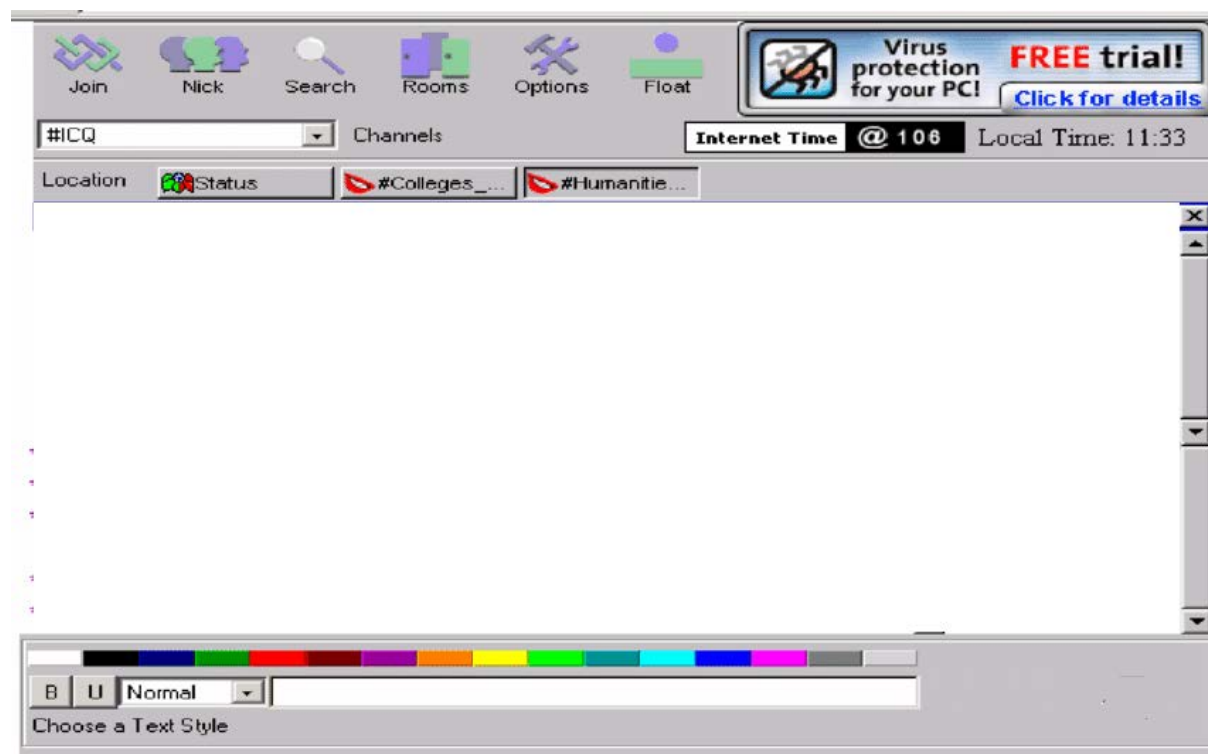 Join Nick Search Rooms Options Float
Virus
protection
for your PC!
FREE trial!
Click for details
#ICQ Channels Internet Time @ 106 Local Time: 11:33
Location Status #Colleges_... #Humanitie...
B U Normal
Choose a Text Style